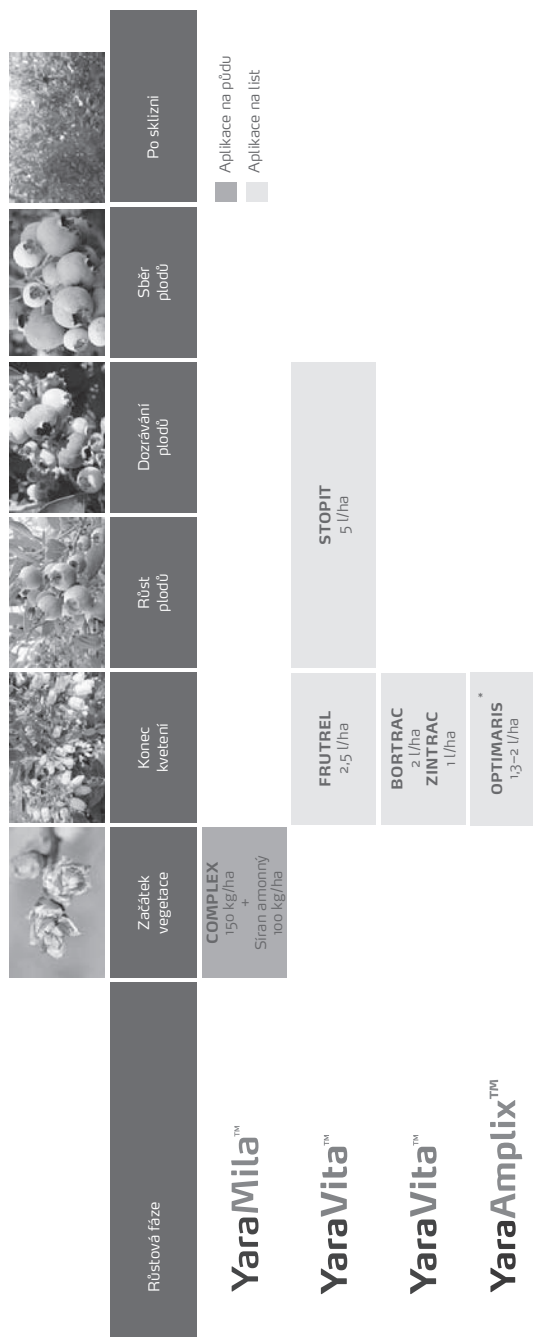 Růstová fáze
Začátek
vegetace
Konec
kvetení
Růst
plodů
Dozrávání
plodů
Sběr
plodů
Po sklizni
YaraMila™
COMPLEX
150 kg/ha
+
Síran amonný
100 kg/ha
Aplikace na půdu
Aplikace na list
YaraVita™
FRUTREL
2,5 l/ha
STOPIT
5 l/ha
YaraVita™
BORTRAC
2 l/ha
ZINTRAC
1 l/ha
YaraAmplix™
OPTIMARIS*
1,3–2 l/ha